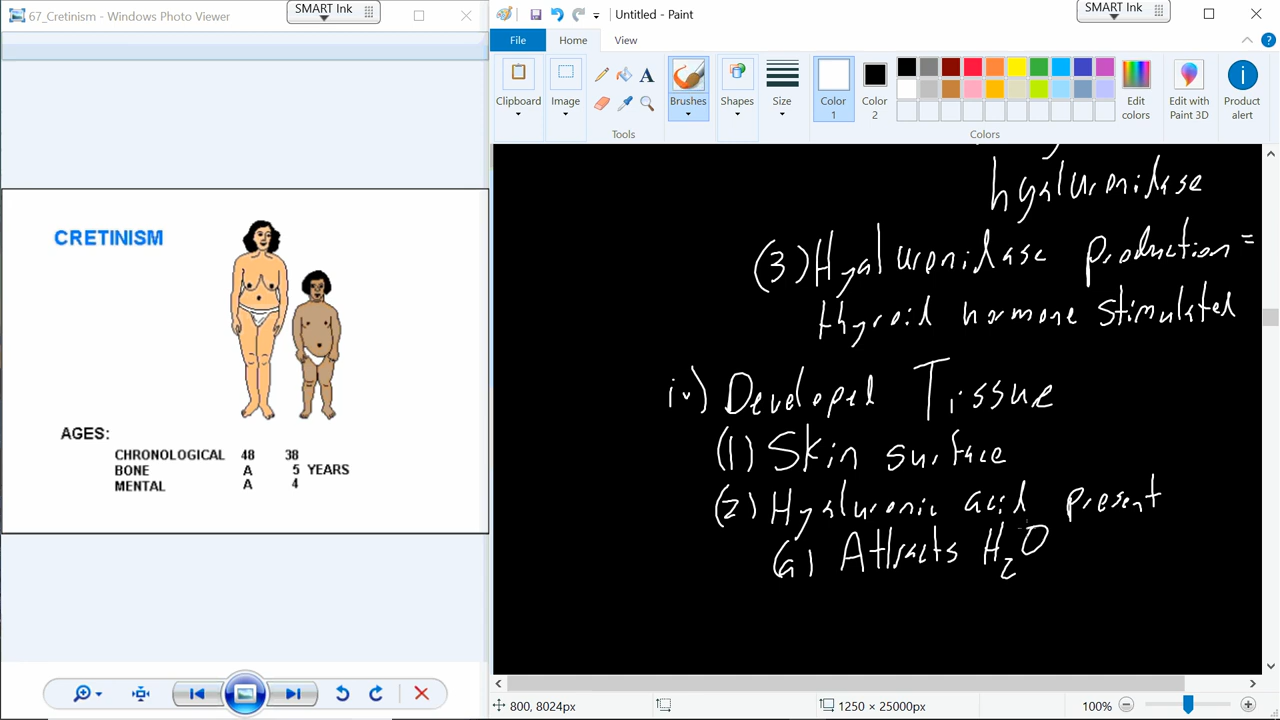 67_Cretinism - Windows Photo Viewer
SMART Ink
CRETINISM
AGES:
CHRONOLOGICAL 48 38
BONE A 5 YEARS
MENTAL A 4
Untitled - Paint
SMART Ink
File Home View
Clipboard
Image
Tools
Brushes
Shapes
Size
Color 1
Color 2
Edit colors
Colors
Edit with Paint 3D
Product alert
hyaluronidase
(3) Hyaluronidase production =
thyroid hormone stimulated
iv) Developed Tissue
(1) Skin surface
(2) Hyaluronic acid present
(a) Attracts H2O
800, 8024px
1250 × 25000px
100%